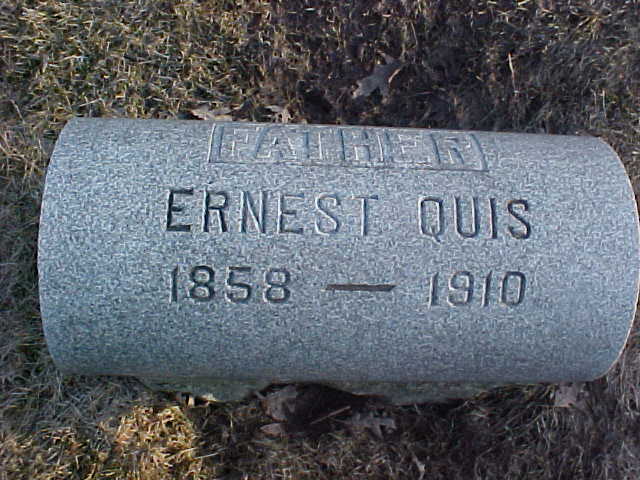 FATHER
ERNEST QUIS
1858 — 1910